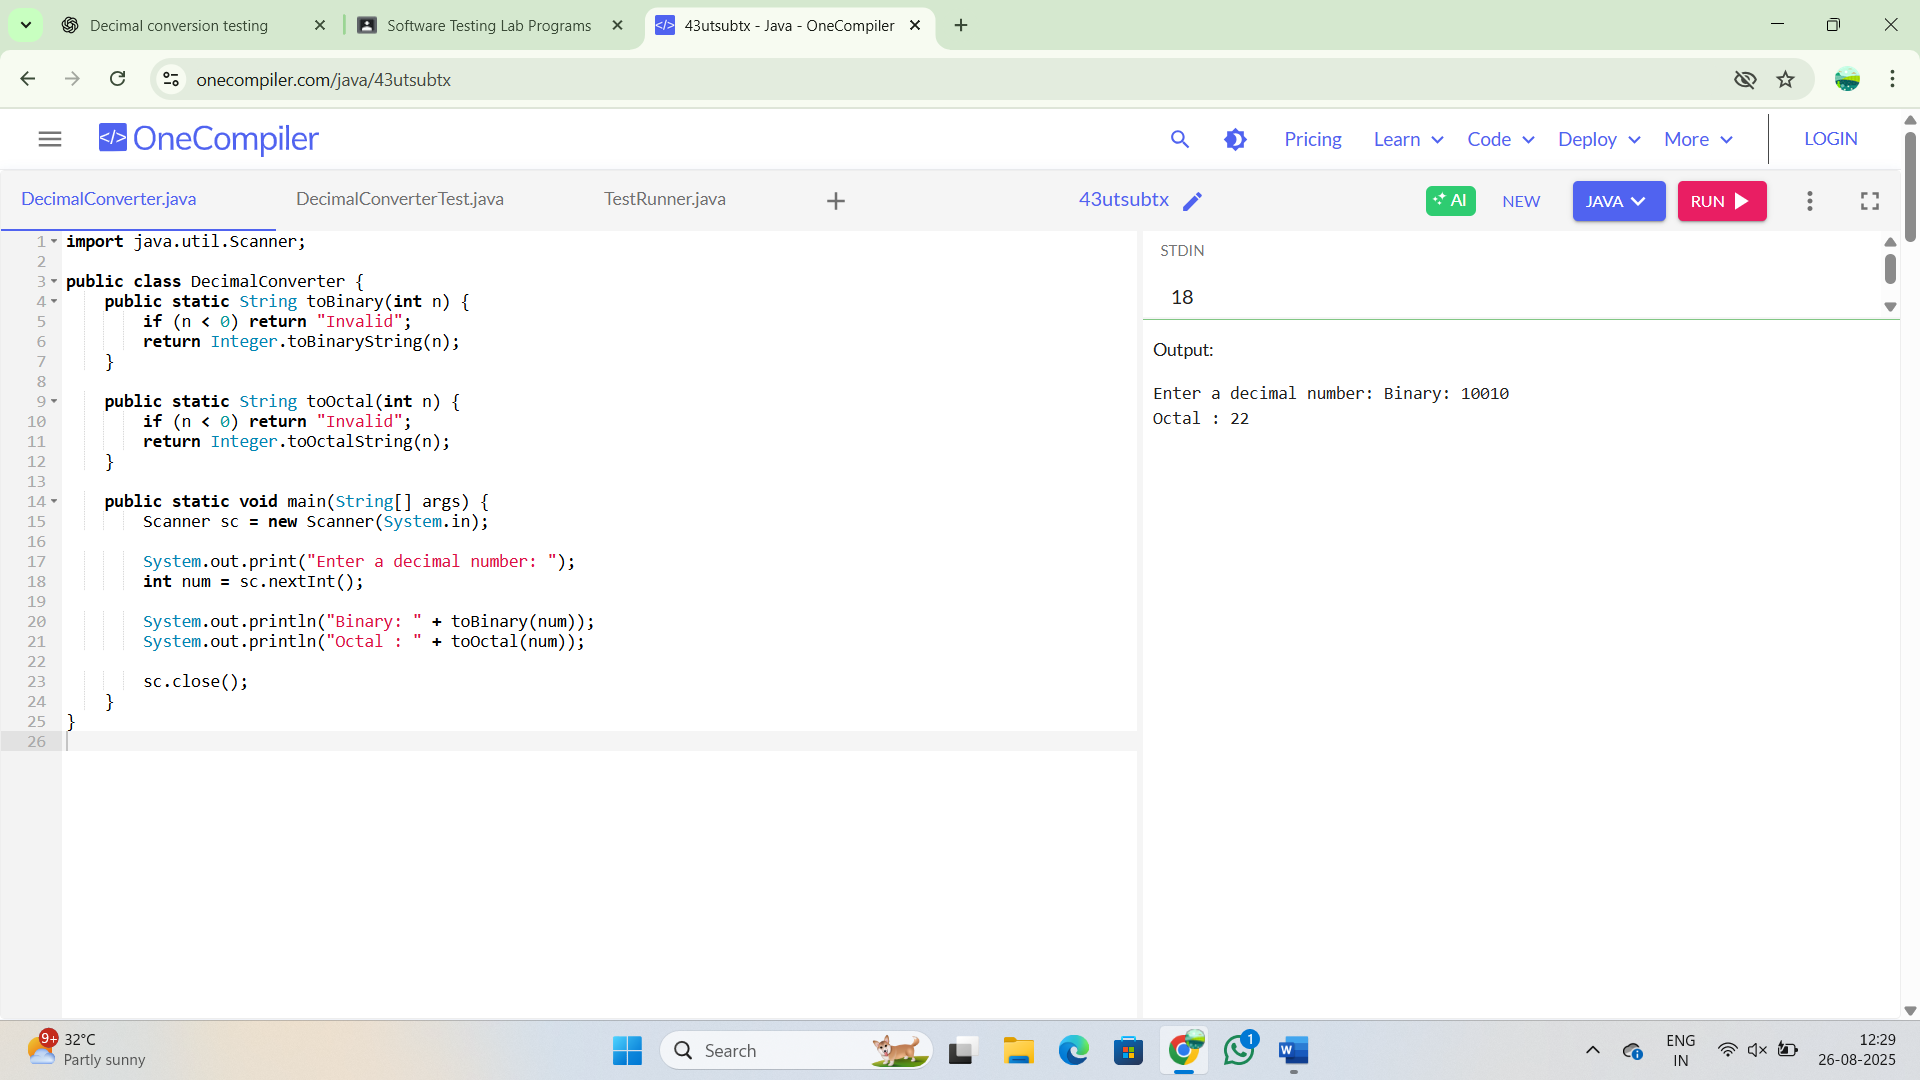 Decimal conversion testing
Software Testing Lab Programs
43utsubtx - Java - OneCompiler
onecompiler.com/java/43utsubtx
</> OneCompiler
Pricing
Learn
Code
Deploy
More
LOGIN
DecimalConverter.java
DecimalConverterTest.java
TestRunner.java
43utsubtx
AI
NEW
JAVA
RUN
1 import java.util.Scanner;
2
3 public class DecimalConverter {
4     public static String toBinary(int n) {
5         if (n < 0) return "Invalid";
6         return Integer.toBinaryString(n);
7     }
8
9     public static String toOctal(int n) {
10         if (n < 0) return "Invalid";
11         return Integer.toOctalString(n);
12     }
13
14     public static void main(String[] args) {
15         Scanner sc = new Scanner(System.in);
16
17         System.out.print("Enter a decimal number: ");
18         int num = sc.nextInt();
19
20         System.out.println("Binary: " + toBinary(num));
21         System.out.println("Octal : " + toOctal(num));
22
23         sc.close();
24     }
25 }
26
STDIN
18
Output:
Enter a decimal number: Binary: 10010
Octal : 22
9+
32°C
Partly sunny
Search
1
W
ENG
IN
12:29
26-08-2025